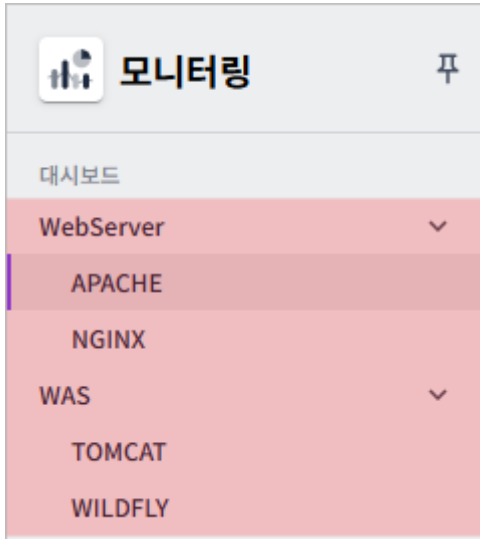 모니터링
대시보드
WebServer
APACHE
NGINX
WAS
TOMCAT
WILDFLY